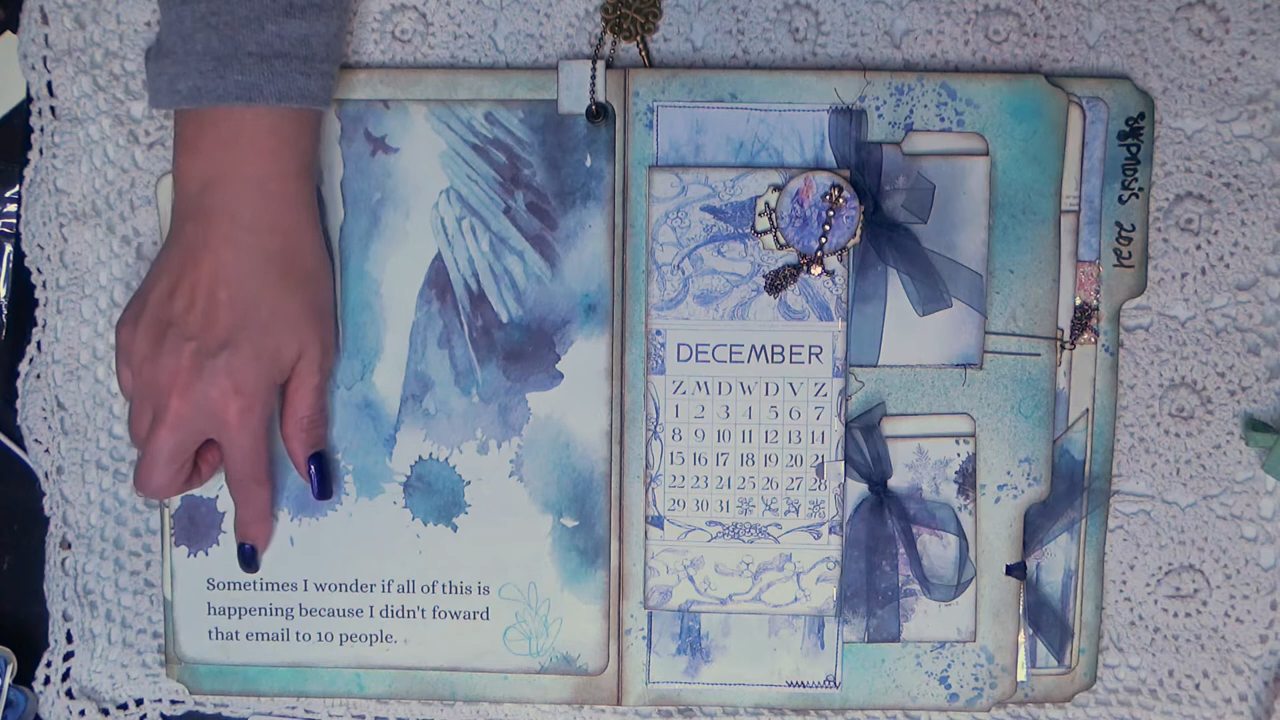 Sometimes I wonder if all of this is
happening because I didn't foward
that email to 10 people.
DECEMBER
Z M D W D V Z
1 2 3 4 5 6 7
8 9 10 11 12 13 14
15 16 17 18 19 20 21
22 23 24 25 26 27 28
29 30 31
2021